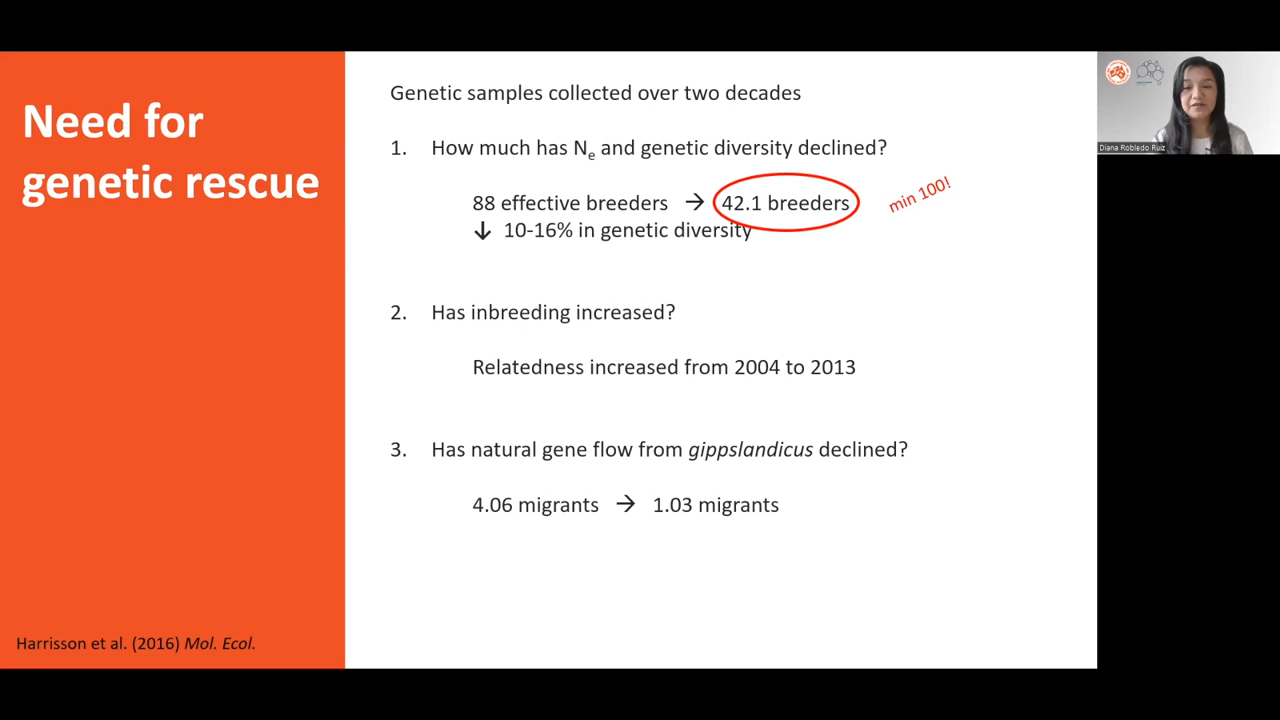 Need for
genetic rescue
Genetic samples collected over two decades
1. How much has Ne and genetic diversity declined?
88 effective breeders → 42.1 breeders
min 100!
↓ 10-16% in genetic diversity
2. Has inbreeding increased?
Relatedness increased from 2004 to 2013
3. Has natural gene flow from gippslandicus declined?
4.06 migrants → 1.03 migrants
Harrisson et al. (2016) Mol. Ecol.
Diana Robledo Ruiz